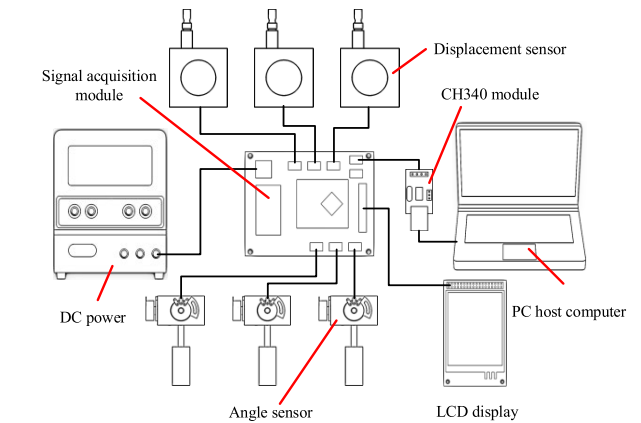 Displacement sensor
Signal acquisition
module
CH340 module
DC power
PC host computer
Angle sensor
LCD display